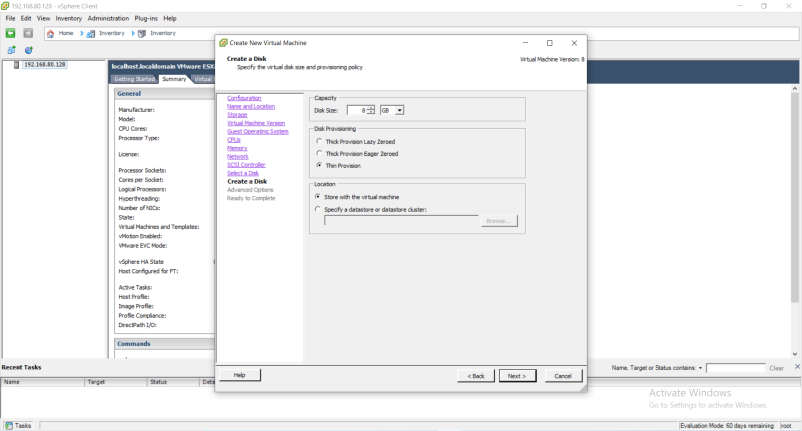 192.168.80.128 - vSphere Client
File Edit View Inventory Administration Plug-ins Help
Home Inventory Inventory
192.168.80.128
localhost.localdomain VMware ESX
Getting Started Summary Virtual
General
Manufacturer:
Model:
CPU Cores:
Processor Type:
License:
Processor Sockets:
Cores per Socket:
Logical Processors:
Hyperthreading:
Number of NICs:
State:
Virtual Machines and Templates:
vMotion Enabled:
VMware EVC Mode:
vSphere HA State
Host Configured for FT:
Active Tasks:
Host Profile:
Image Profile:
Profile Compliance:
DirectPath I/O:
Commands
Create New Virtual Machine
Create a Disk
Specify the virtual disk size and provisioning policy
Virtual Machine Version: 8
Configuration
Name and Location
Storage
Virtual Machine Version
Guest Operating System
CPUs
Memory
Network
SCSI Controller
Select a Disk
Create a Disk
Advanced Options
Ready to Complete
Capacity
Disk Size: 8 GB
Disk Provisioning
Thick Provision Lazy Zeroed
Thick Provision Eager Zeroed
Thin Provision
Location
Store with the virtual machine
Specify a datastore or datastore cluster:
Browse...
Help < Back Next > Cancel
Recent Tasks
Name, Target or Status contains: Clear
Name Target Status Deta
Activate Windows
Go to Settings to activate Windows.
Tasks
Evaluation Mode: 60 days remaining root